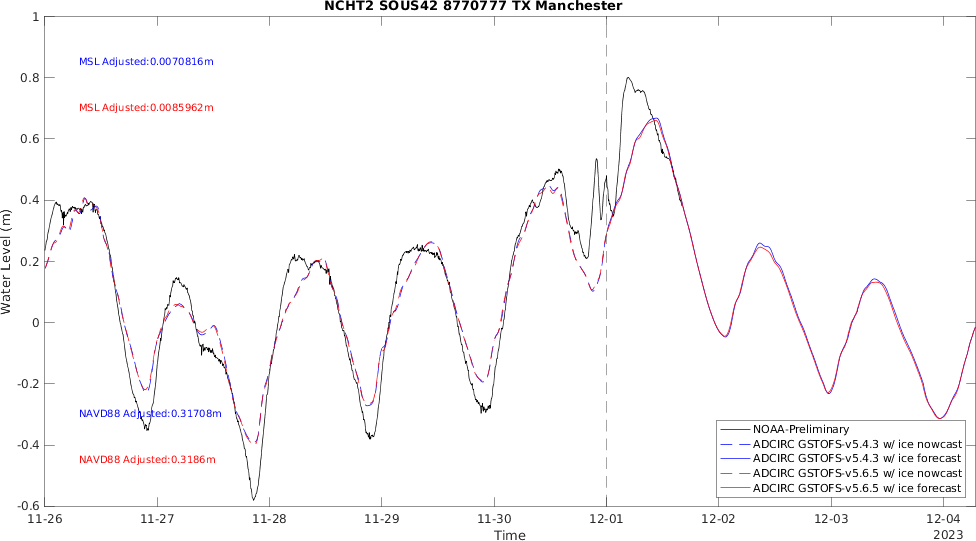 NCHT2 SOUS42 8770777 TX Manchester
1
0.8
0.6
0.4
0.2
0
-0.2
-0.4
-0.6
Water Level (m)
MSL Adjusted:0.0070816m
MSL Adjusted:0.0085962m
NAVD88 Adjusted:0.31708m
NAVD88 Adjusted:0.3186m
NOAA-Preliminary
ADCIRC GSTOFS-v5.4.3 w/ ice nowcast
ADCIRC GSTOFS-v5.4.3 w/ ice forecast
ADCIRC GSTOFS-v5.6.5 w/ ice nowcast
ADCIRC GSTOFS-v5.6.5 w/ ice forecast
11-26 11-27 11-28 11-29 11-30 12-01 12-02 12-03 12-04
Time
2023